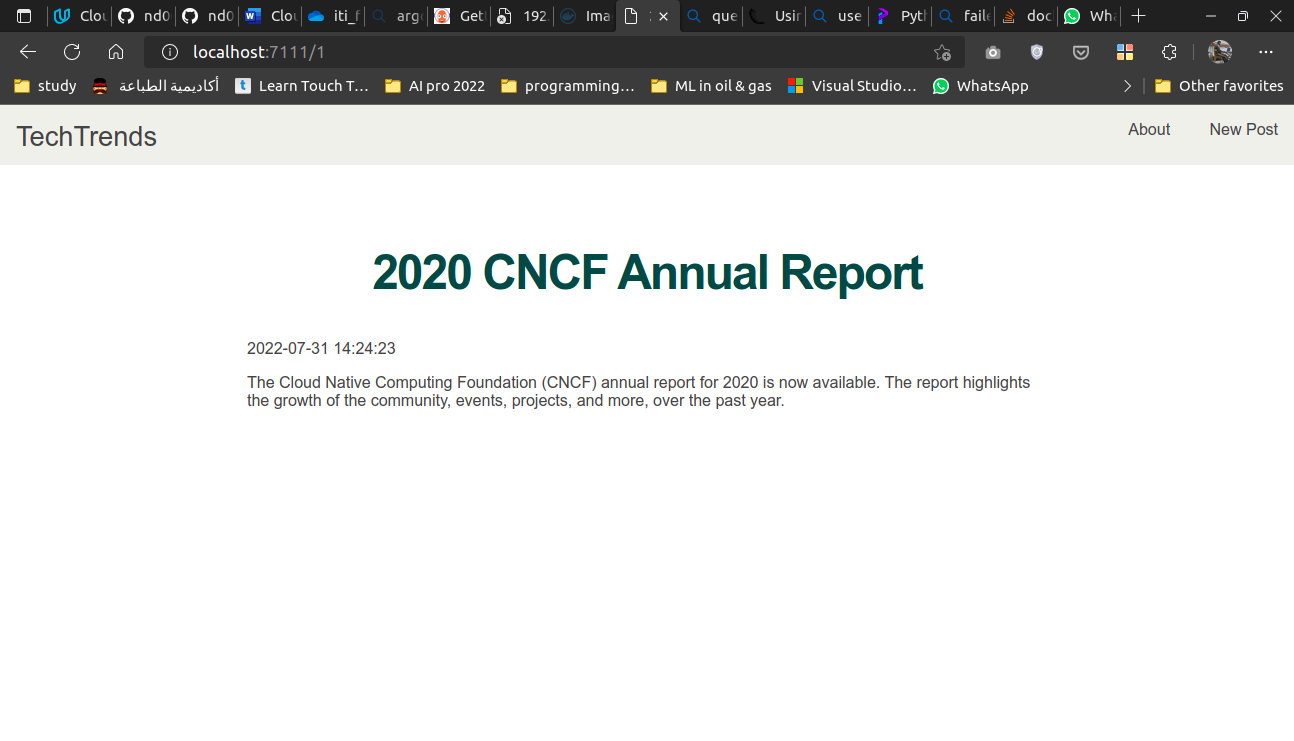 Clou
nd0
nd0
Clou
iti_f
argo
Geti
192.
Ima
que
Usin
use
Pyth
faile
doc
Wha
localhost:7111/1
study
أكاديمية الطباعة
Learn Touch T...
AI pro 2022
programming...
ML in oil & gas
Visual Studio...
WhatsApp
Other favorites
TechTrends
About
New Post
2020 CNCF Annual Report
2022-07-31 14:24:23
The Cloud Native Computing Foundation (CNCF) annual report for 2020 is now available. The report highlights
the growth of the community, events, projects, and more, over the past year.